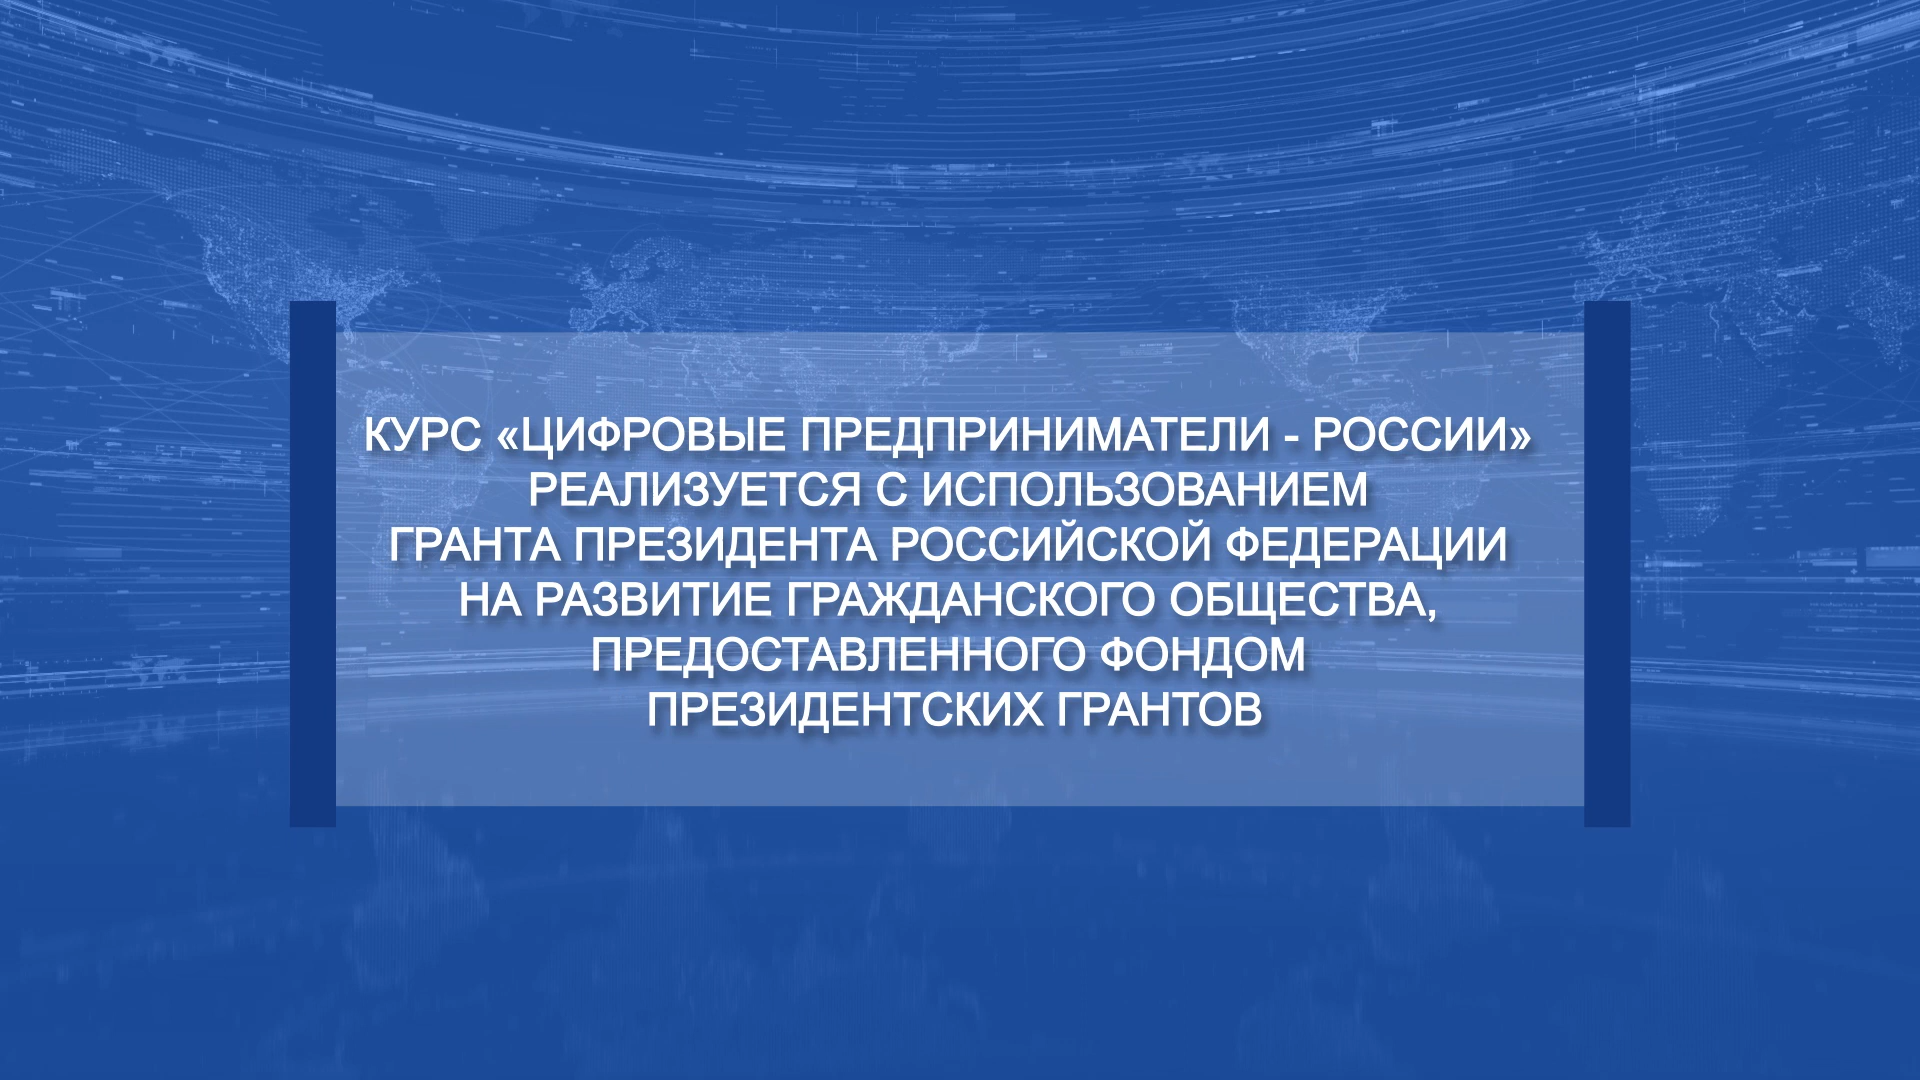 КУРС «ЦИФРОВЫЕ ПРЕДПРИНИМАТЕЛИ - РОССИИ»
РЕАЛИЗУЕТСЯ С ИСПОЛЬЗОВАНИЕМ
ГРАНТА ПРЕЗИДЕНТА РОССИЙСКОЙ ФЕДЕРАЦИИ
НА РАЗВИТИЕ ГРАЖДАНСКОГО ОБЩЕСТВА,
ПРЕДОСТАВЛЕННОГО ФОНДОМ
ПРЕЗИДЕНТСКИХ ГРАНТОВ